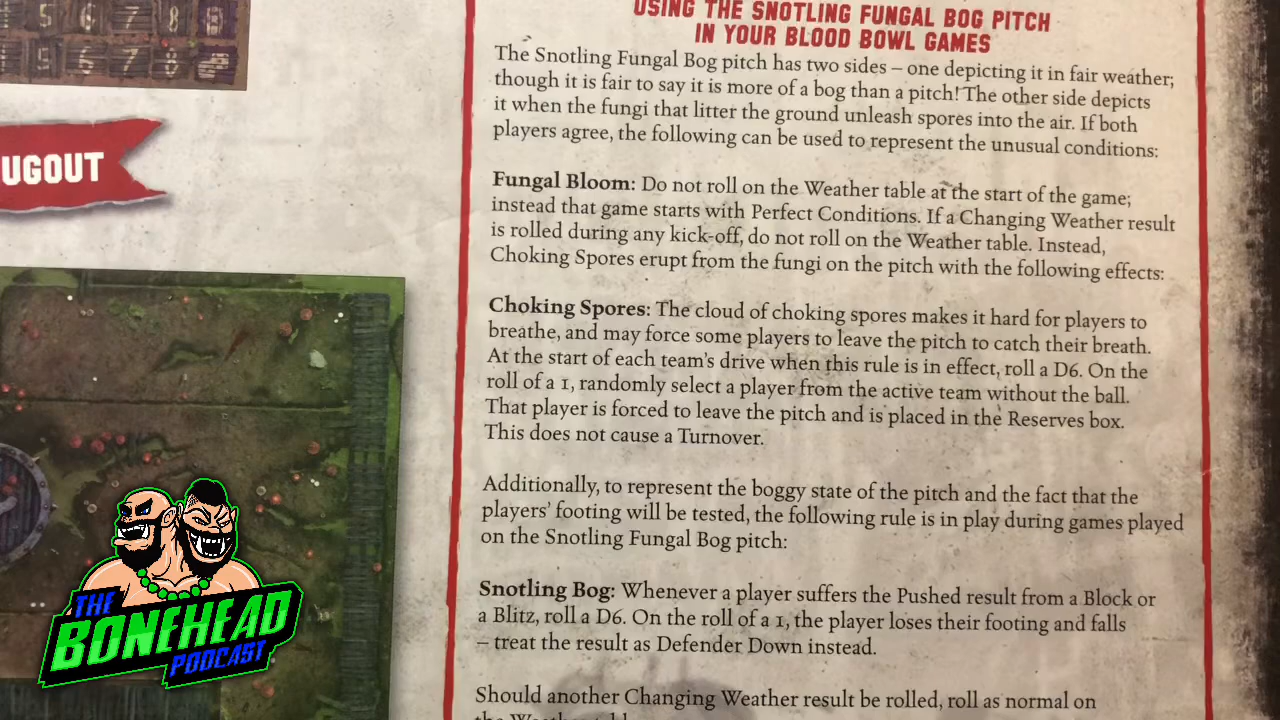 5 6 7 8
5 6 7 8
UGOUT
USING THE SNOTLING FUNGAL BOG PITCH
IN YOUR BLOOD BOWL GAMES
The Snotling Fungal Bog pitch has two sides – one depicting it in fair weather;
though it is fair to say it is more of a bog than a pitch! The other side depicts
it when the fungi that litter the ground unleash spores into the air. If both
players agree, the following can be used to represent the unusual conditions:
Fungal Bloom: Do not roll on the Weather table at the start of the game;
instead that game starts with Perfect Conditions. If a Changing Weather result
is rolled during any kick-off, do not roll on the Weather table. Instead,
Choking Spores erupt from the fungi on the pitch with the following effects:
Choking Spores: The cloud of choking spores makes it hard for players to
breathe, and may force some players to leave the pitch to catch their breath.
At the start of each team's drive when this rule is in effect, roll a D6. On the
roll of a 1, randomly select a player from the active team without the ball.
That player is forced to leave the pitch and is placed in the Reserves box.
This does not cause a Turnover.
Additionally, to represent the boggy state of the pitch and the fact that the
players' footing will be tested, the following rule is in play during games played
on the Snotling Fungal Bog pitch:
Snotling Bog: Whenever a player suffers the Pushed result from a Block or
a Blitz, roll a D6. On the roll of a 1, the player loses their footing and falls
– treat the result as Defender Down instead.
Should another Changing Weather result be rolled, roll as normal on
the Weather
THE
BONEHEAD
PODCAST